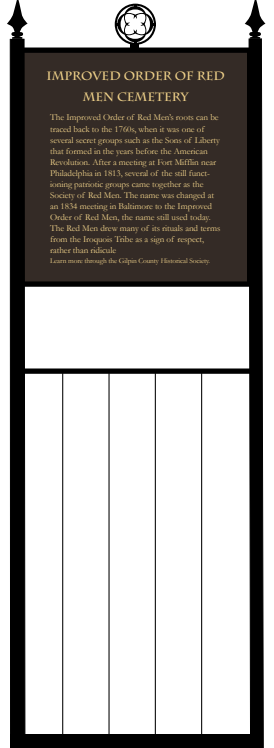 IMPROVED ORDER OF RED
MEN CEMETERY
The Improved Order of Red Men's roots can be
traced back to the 1760s, when it was one of
several secret groups such as the Sons of Liberty
that formed in the years before the American
Revolution. After a meeting at Fort Mifflin near
Philadelphia in 1813, several of the still funct-
ioning patriotic groups came together as the
Society of Red Men. The name was changed at
an 1834 meeting in Baltimore to the Improved
Order of Red Men, the name still used today.
The Red Men drew many of its rituals and terms
from the Iroquois Tribe as a sign of respect,
rather than ridicule
Learn more through the Gilpin County Historical Society.